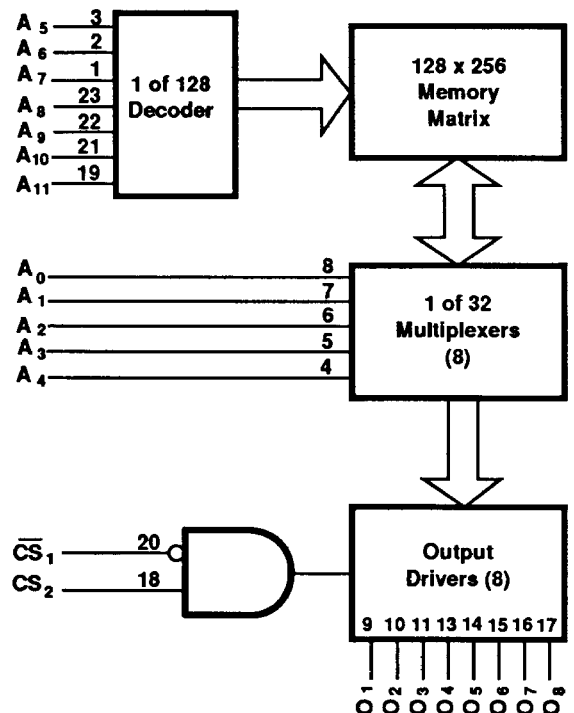 A5 3
A6 2
A7 1
A8 23
A9 22
A10 21
A11 19
1 of 128
Decoder
128 x 256
Memory
Matrix
A0 8
A1 7
A2 6
A3 5
A4 4
1 of 32
Multiplexers
(8)
C̅S̅1 20
CS2 18
Output
Drivers (8)
9 10 11 13 14 15 16 17
O1 O2 O3 O4 O5 O6 O7 O8